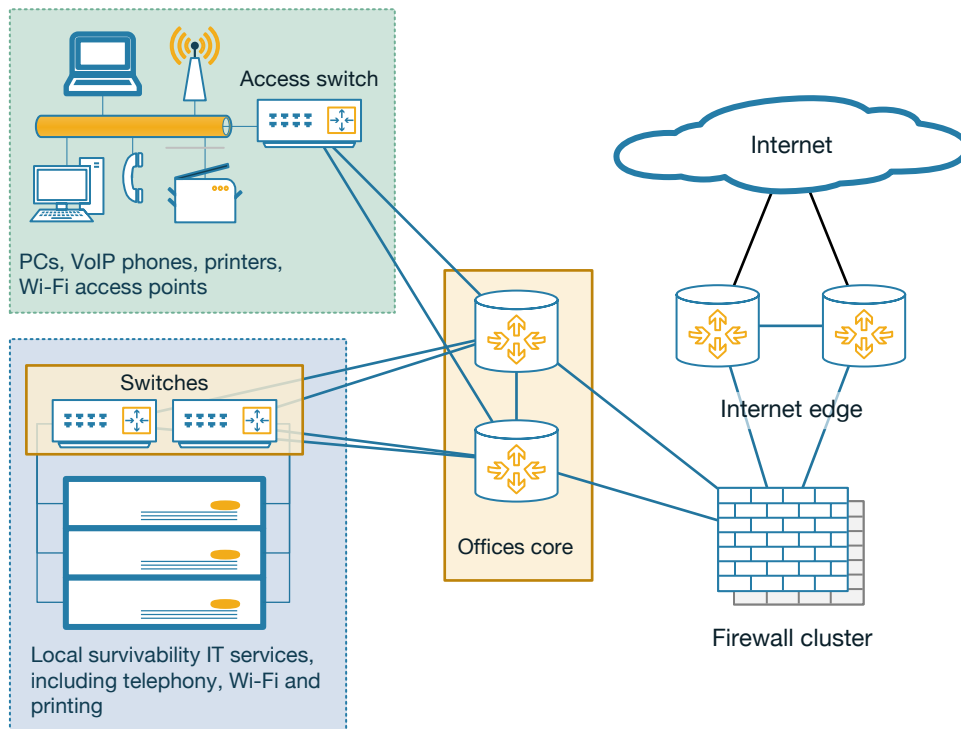 Access switch
PCs, VoIP phones, printers,
Wi-Fi access points
Internet
Switches
Internet edge
Offices core
Firewall cluster
Local survivability IT services,
including telephony, Wi-Fi and
printing